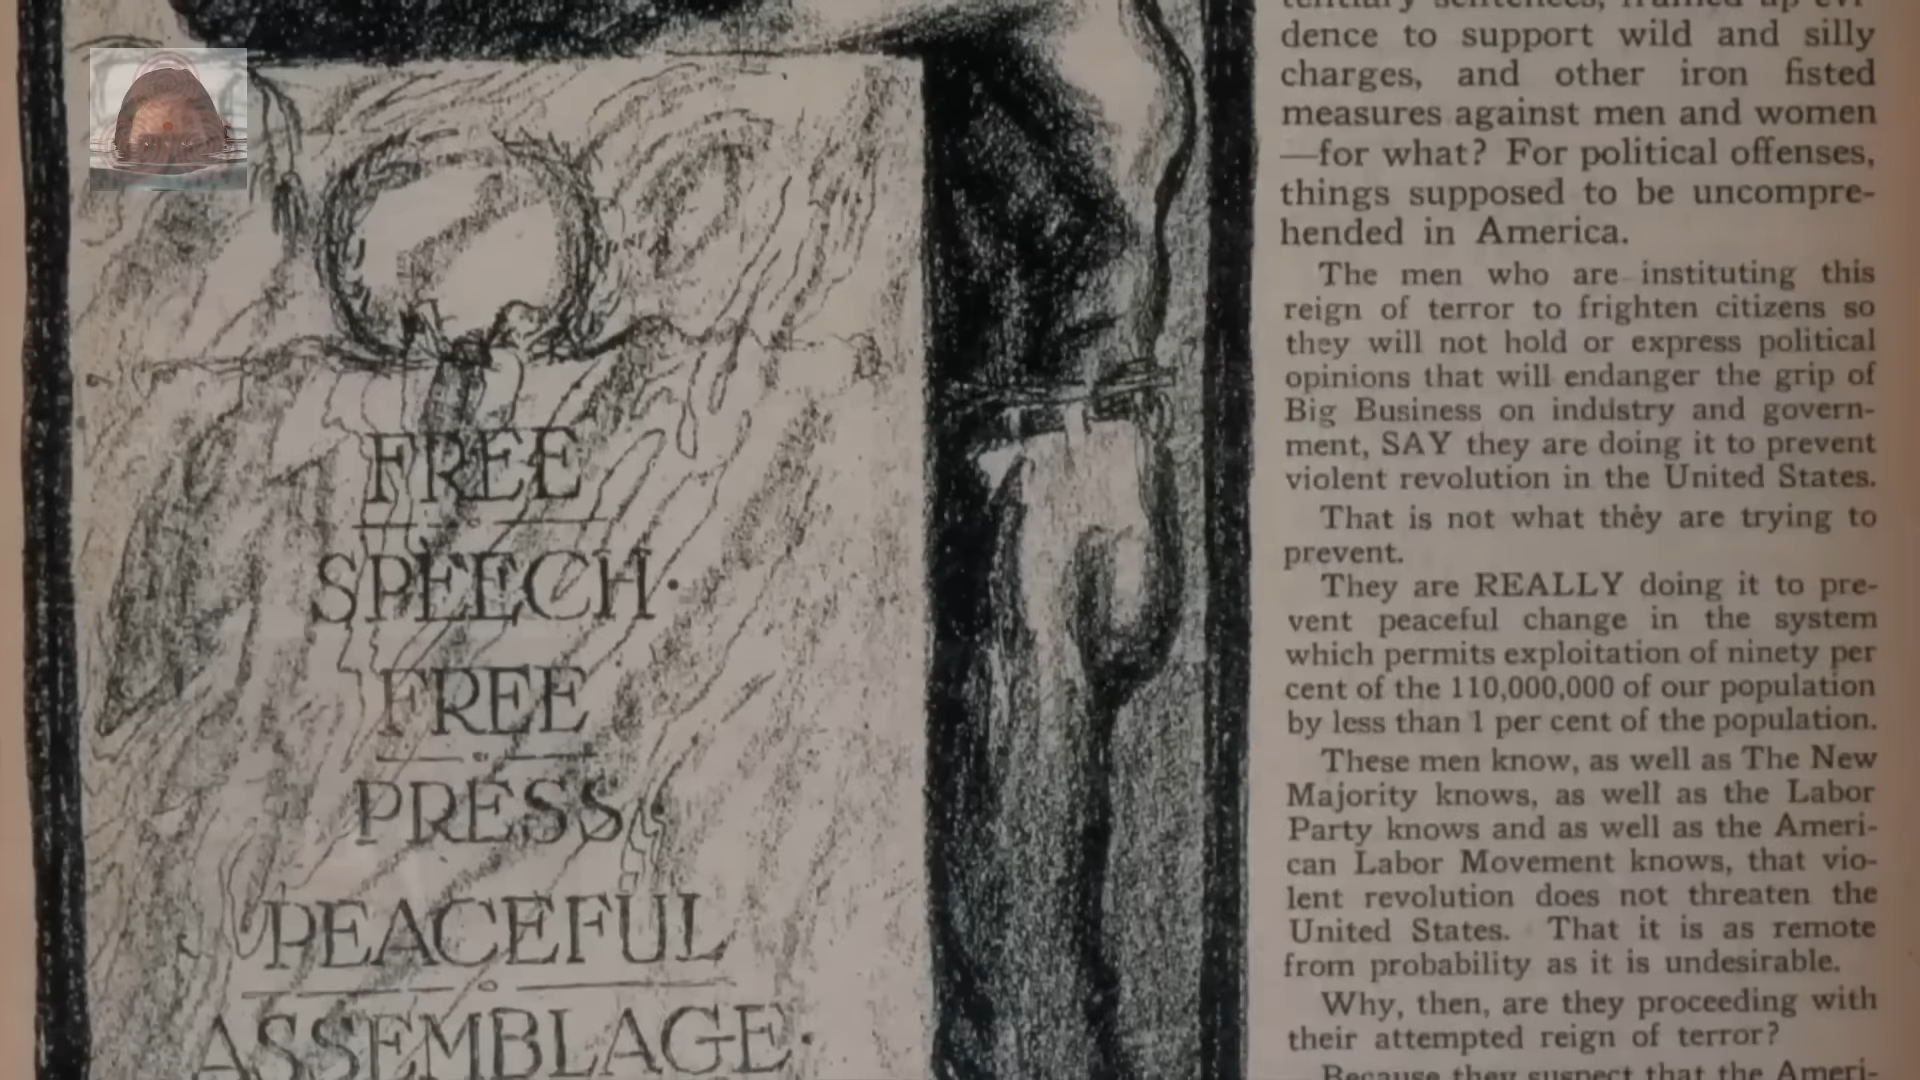 FREE
SPEECH·
FREE
PRESS·
PEACEFUL
ASSEMBLAGE·
tentiary sentences, framed up evi-
dence to support wild and silly
charges, and other iron fisted
measures against men and women
—for what? For political offenses,
things supposed to be uncompre-
hended in America.
The men who are instituting this
reign of terror to frighten citizens so
they will not hold or express political
opinions that will endanger the grip of
Big Business on industry and govern-
ment, SAY they are doing it to prevent
violent revolution in the United States.
That is not what they are trying to
prevent.
They are REALLY doing it to pre-
vent peaceful change in the system
which permits exploitation of ninety per
cent of the 110,000,000 of our population
by less than 1 per cent of the population.
These men know, as well as The New
Majority knows, as well as the Labor
Party knows and as well as the Ameri-
can Labor Movement knows, that vio-
lent revolution does not threaten the
United States. That it is as remote
from probability as it is undesirable.
Why, then, are they proceeding with
their attempted reign of terror?
Because they suspect that the Ameri-